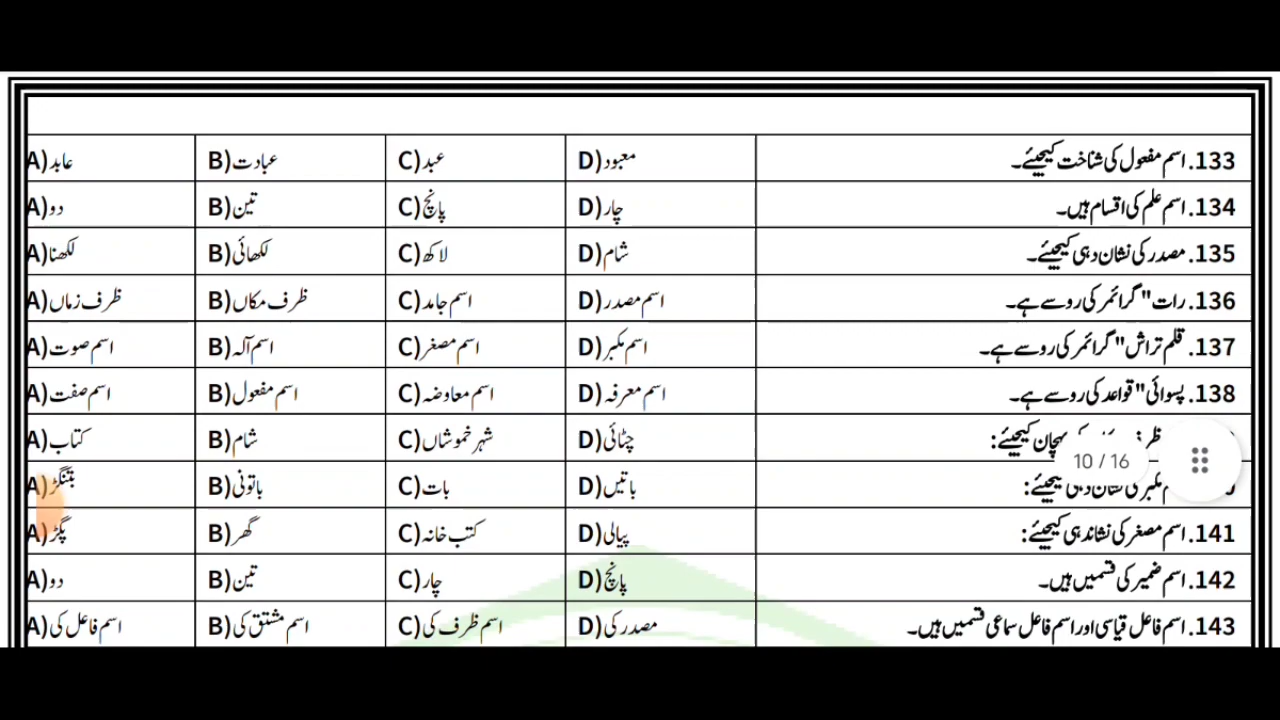 133. اسم مفعول کی شناخت کیجیئے۔ D)معبود C)عبد B)عبادت A)عابد
134. اسم علم کی اقسام ہیں۔ D)چار C)پانچ B)تین A)دو
135. مصدر کی نشان دہی کیجیئے۔ D)شام C)لاکھ B)لکھائی A)لکھنا
136. رات" گرائمر کی رو سے ہے۔ D)اسم مصدر C)اسم جامد B)ظرف مکاں A)ظرف زماں
137. قلم تراش" گرائمر کی رو سے ہے۔ D)اسم مکبر C)اسم مصغر B)اسم آلہ A)اسم صوت
138. پسوائی" قواعد کی رو سے ہے۔ D)اسم معرفہ C)اسم معاوضہ B)اسم مفعول A)اسم صفت
کیجیئے: D)چٹائی C)شہر خموشاں B)شام A)کتاب
10 / 16
مکبر کی کیجیئے: D)باتیں C)بات B)باتونی A)بتنگڑ
141. اسم مصغر کی نشاندہی کیجیئے: D)پیالی C)کتب خانہ B)گھر A)پگڑ
142. اسم ضمیر کی قسمیں ہیں۔ D)پانچ C)چار B)تین A)دو
143. اسم فاعل قیاسی اور اسم فاعل سماعی قسمیں ہیں۔ D)مصدر کی C)اسم ظرف کی B)اسم مشتق کی A)اسم فاعل کی